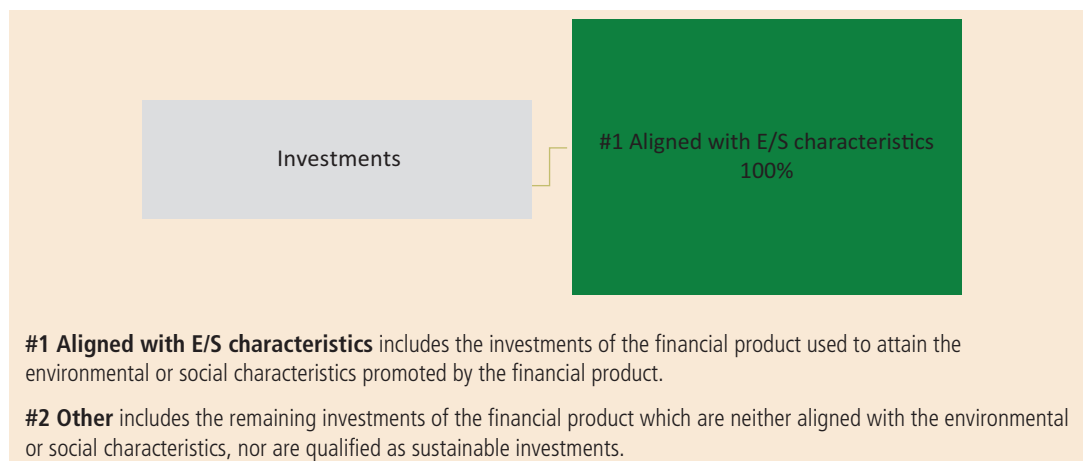 Investments
#1 Aligned with E/S characteristics
100%
#1 Aligned with E/S characteristics includes the investments of the financial product used to attain the
environmental or social characteristics promoted by the financial product.
#2 Other includes the remaining investments of the financial product which are neither aligned with the environmental
or social characteristics, nor are qualified as sustainable investments.